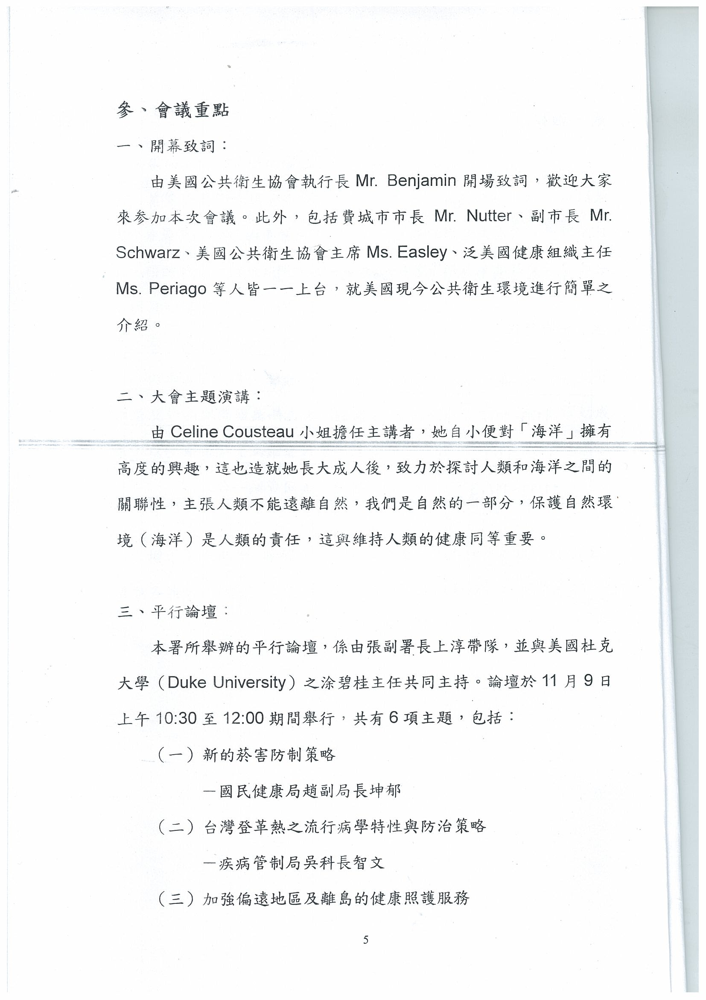 參、會議重點
一、開幕致詞：
由美國公共衛生協會執行長 Mr. Benjamin 開場致詞，歡迎大家
來參加本次會議。此外，包括費城市市長 Mr. Nutter、副市長 Mr.
Schwarz、美國公共衛生協會主席 Ms. Easley、泛美國健康組織主任
Ms. Periago 等人皆一一上台，就美國現今公共衛生環境進行簡單之
介紹。
二、大會主題演講：
由 Celine Cousteau 小姐擔任主講者，她自小便對「海洋」擁有
高度的興趣，這也造就她長大成人後，致力於探討人類和海洋之間的
關聯性，主張人類不能遠離自然，我們是自然的一部分，保護自然環
境（海洋）是人類的責任，這與維持人類的健康同等重要。
三、平行論壇：
本署所舉辦的平行論壇，係由張副署長上淳帶隊，並與美國杜克
大學（Duke University）之涂碧桂主任共同主持。論壇於 11 月 9 日
上午 10:30 至 12:00 期間舉行，共有 6 項主題，包括：
（一）新的菸害防制策略
－國民健康局趙副局長坤郁
（二）台灣登革熱之流行病學特性與防治策略
－疾病管制局吳科長智文
（三）加強偏遠地區及離島的健康照護服務
5